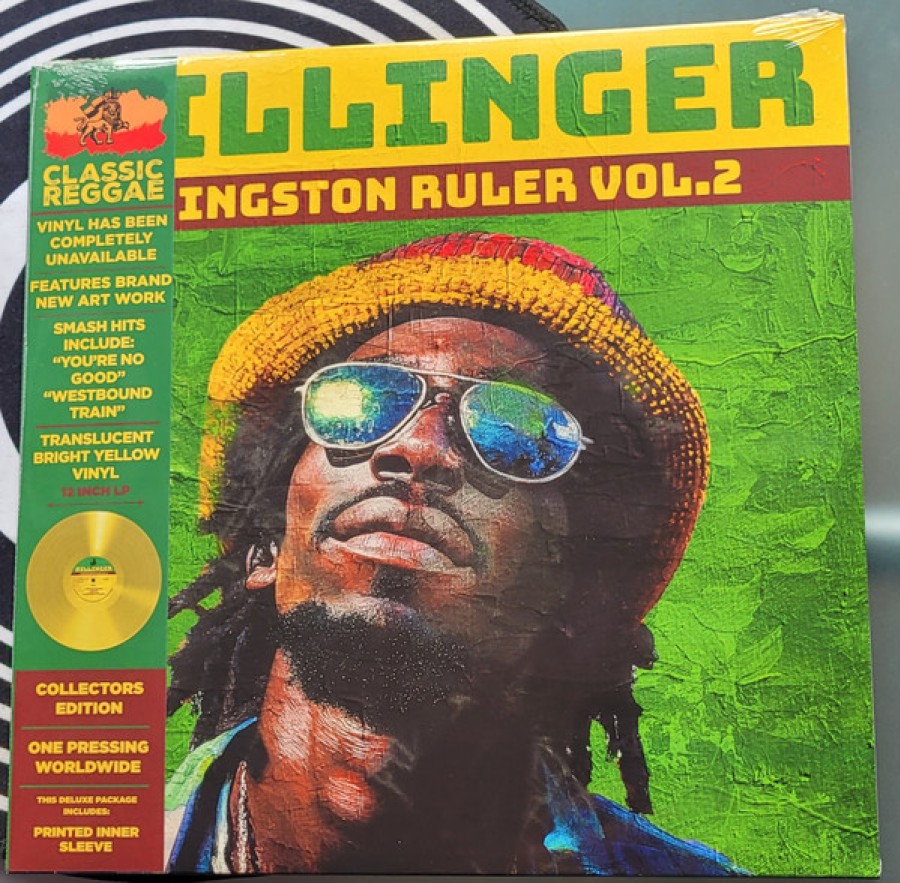 ILLINGER
INGSTON RULER VOL.2
CLASSIC
REGGAE
VINYL HAS BEEN
COMPLETELY
UNAVAILABLE
FEATURES BRAND
NEW ART WORK
SMASH HITS
INCLUDE:
“YOU'RE NO
GOOD”
“WESTBOUND
TRAIN”
TRANSLUCENT
BRIGHT YELLOW
VINYL
12 INCH LP
DILLINGER
COLLECTORS
EDITION
ONE PRESSING
WORLDWIDE
THIS DELUXE PACKAGE
INCLUDES:
PRINTED INNER
SLEEVE